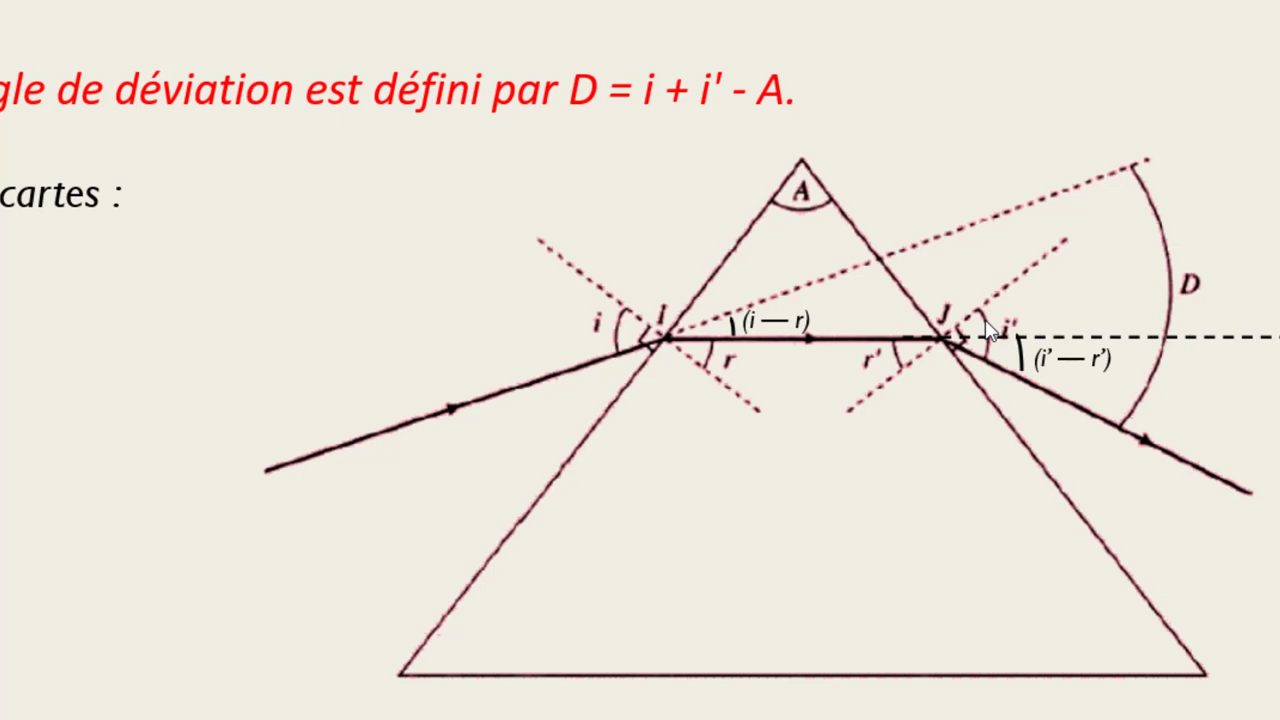 gle de déviation est défini par D = i + i' - A.
cartes :
A
D
i
I
(i — r)
J
i'
r
r'
(i’ — r’)